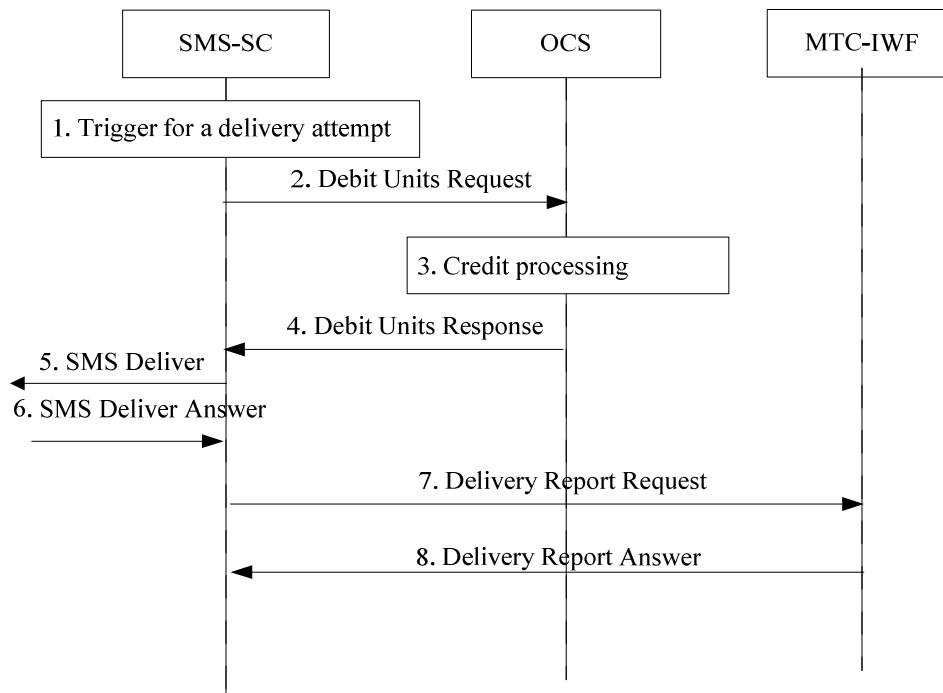 SMS-SC
OCS
MTC-IWF
1. Trigger for a delivery attempt
2. Debit Units Request
3. Credit processing
4. Debit Units Response
5. SMS Deliver
6. SMS Deliver Answer
7. Delivery Report Request
8. Delivery Report Answer